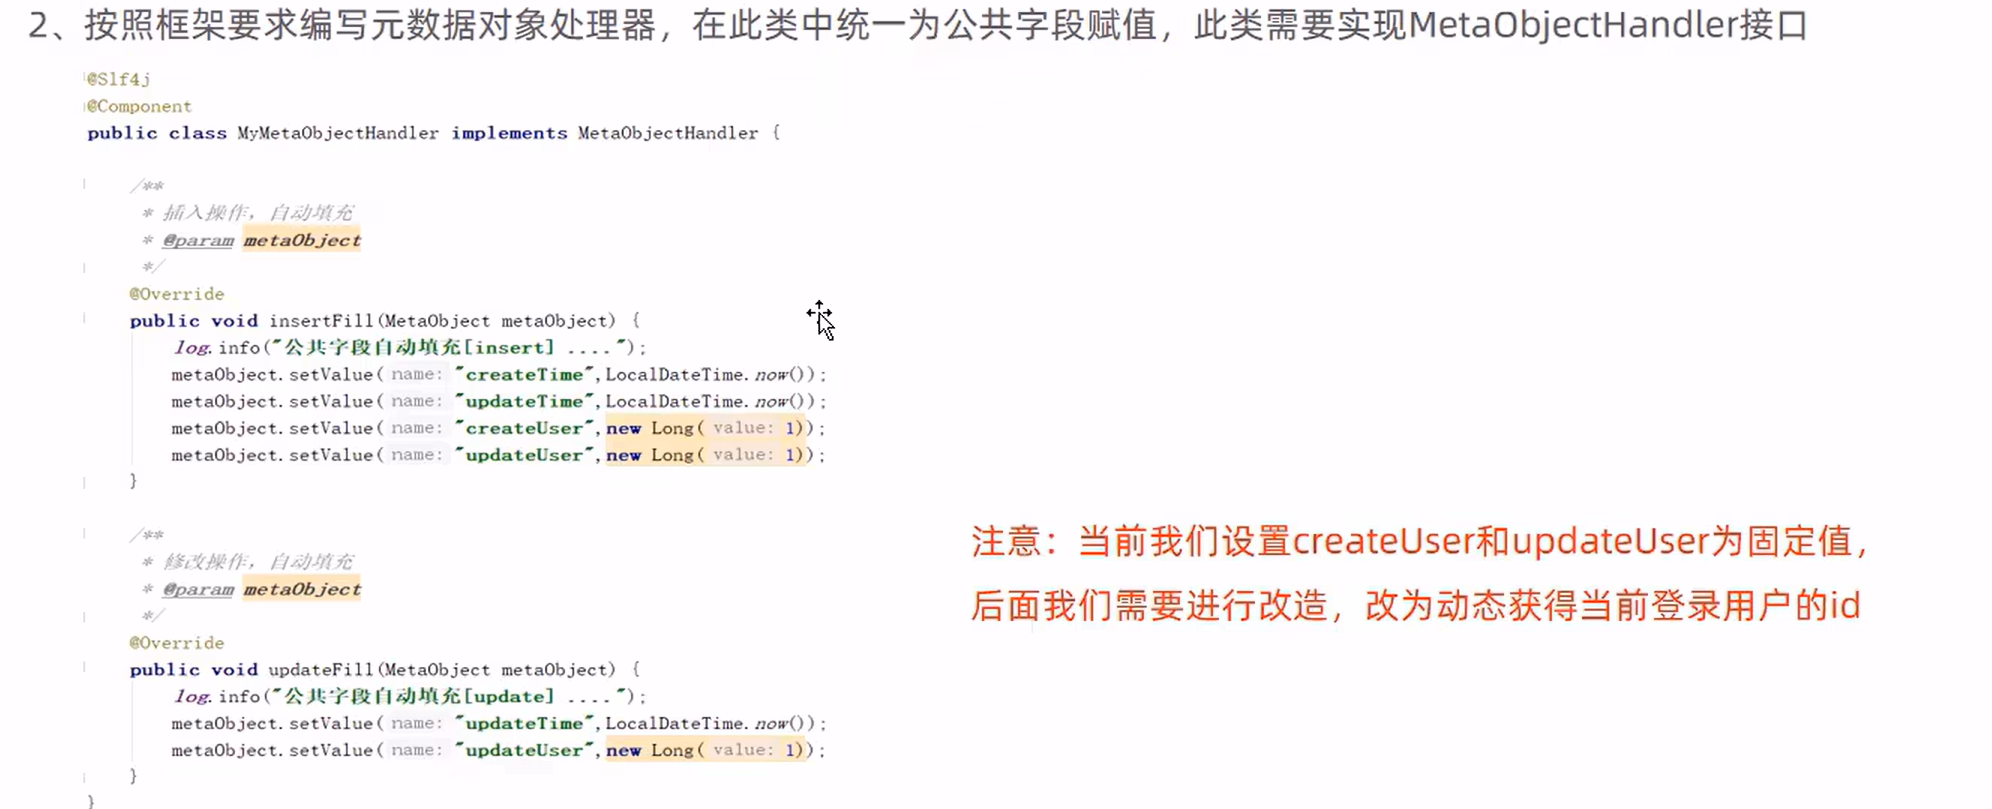 2、按照框架要求编写元数据对象处理器，在此类中统一为公共字段赋值，此类需要实现MetaObjectHandler接口
@Slf4j
@Component
public class MyMetaObjectHandler implements MetaObjectHandler {
/**
* 插入操作，自动填充
* @param metaObject
*/
@Override
public void insertFill(MetaObject metaObject) {
log.info("公共字段自动填充[insert] ....");
metaObject.setValue( name: "createTime",LocalDateTime.now());
metaObject.setValue( name: "updateTime",LocalDateTime.now());
metaObject.setValue( name: "createUser",new Long( value: 1));
metaObject.setValue( name: "updateUser",new Long( value: 1));
}
/**
* 修改操作，自动填充
* @param metaObject
*/
@Override
public void updateFill(MetaObject metaObject) {
log.info("公共字段自动填充[update] ....");
metaObject.setValue( name: "updateTime",LocalDateTime.now());
metaObject.setValue( name: "updateUser",new Long( value: 1));
}
}
注意：当前我们设置createUser和updateUser为固定值，
后面我们需要进行改造，改为动态获得当前登录用户的id